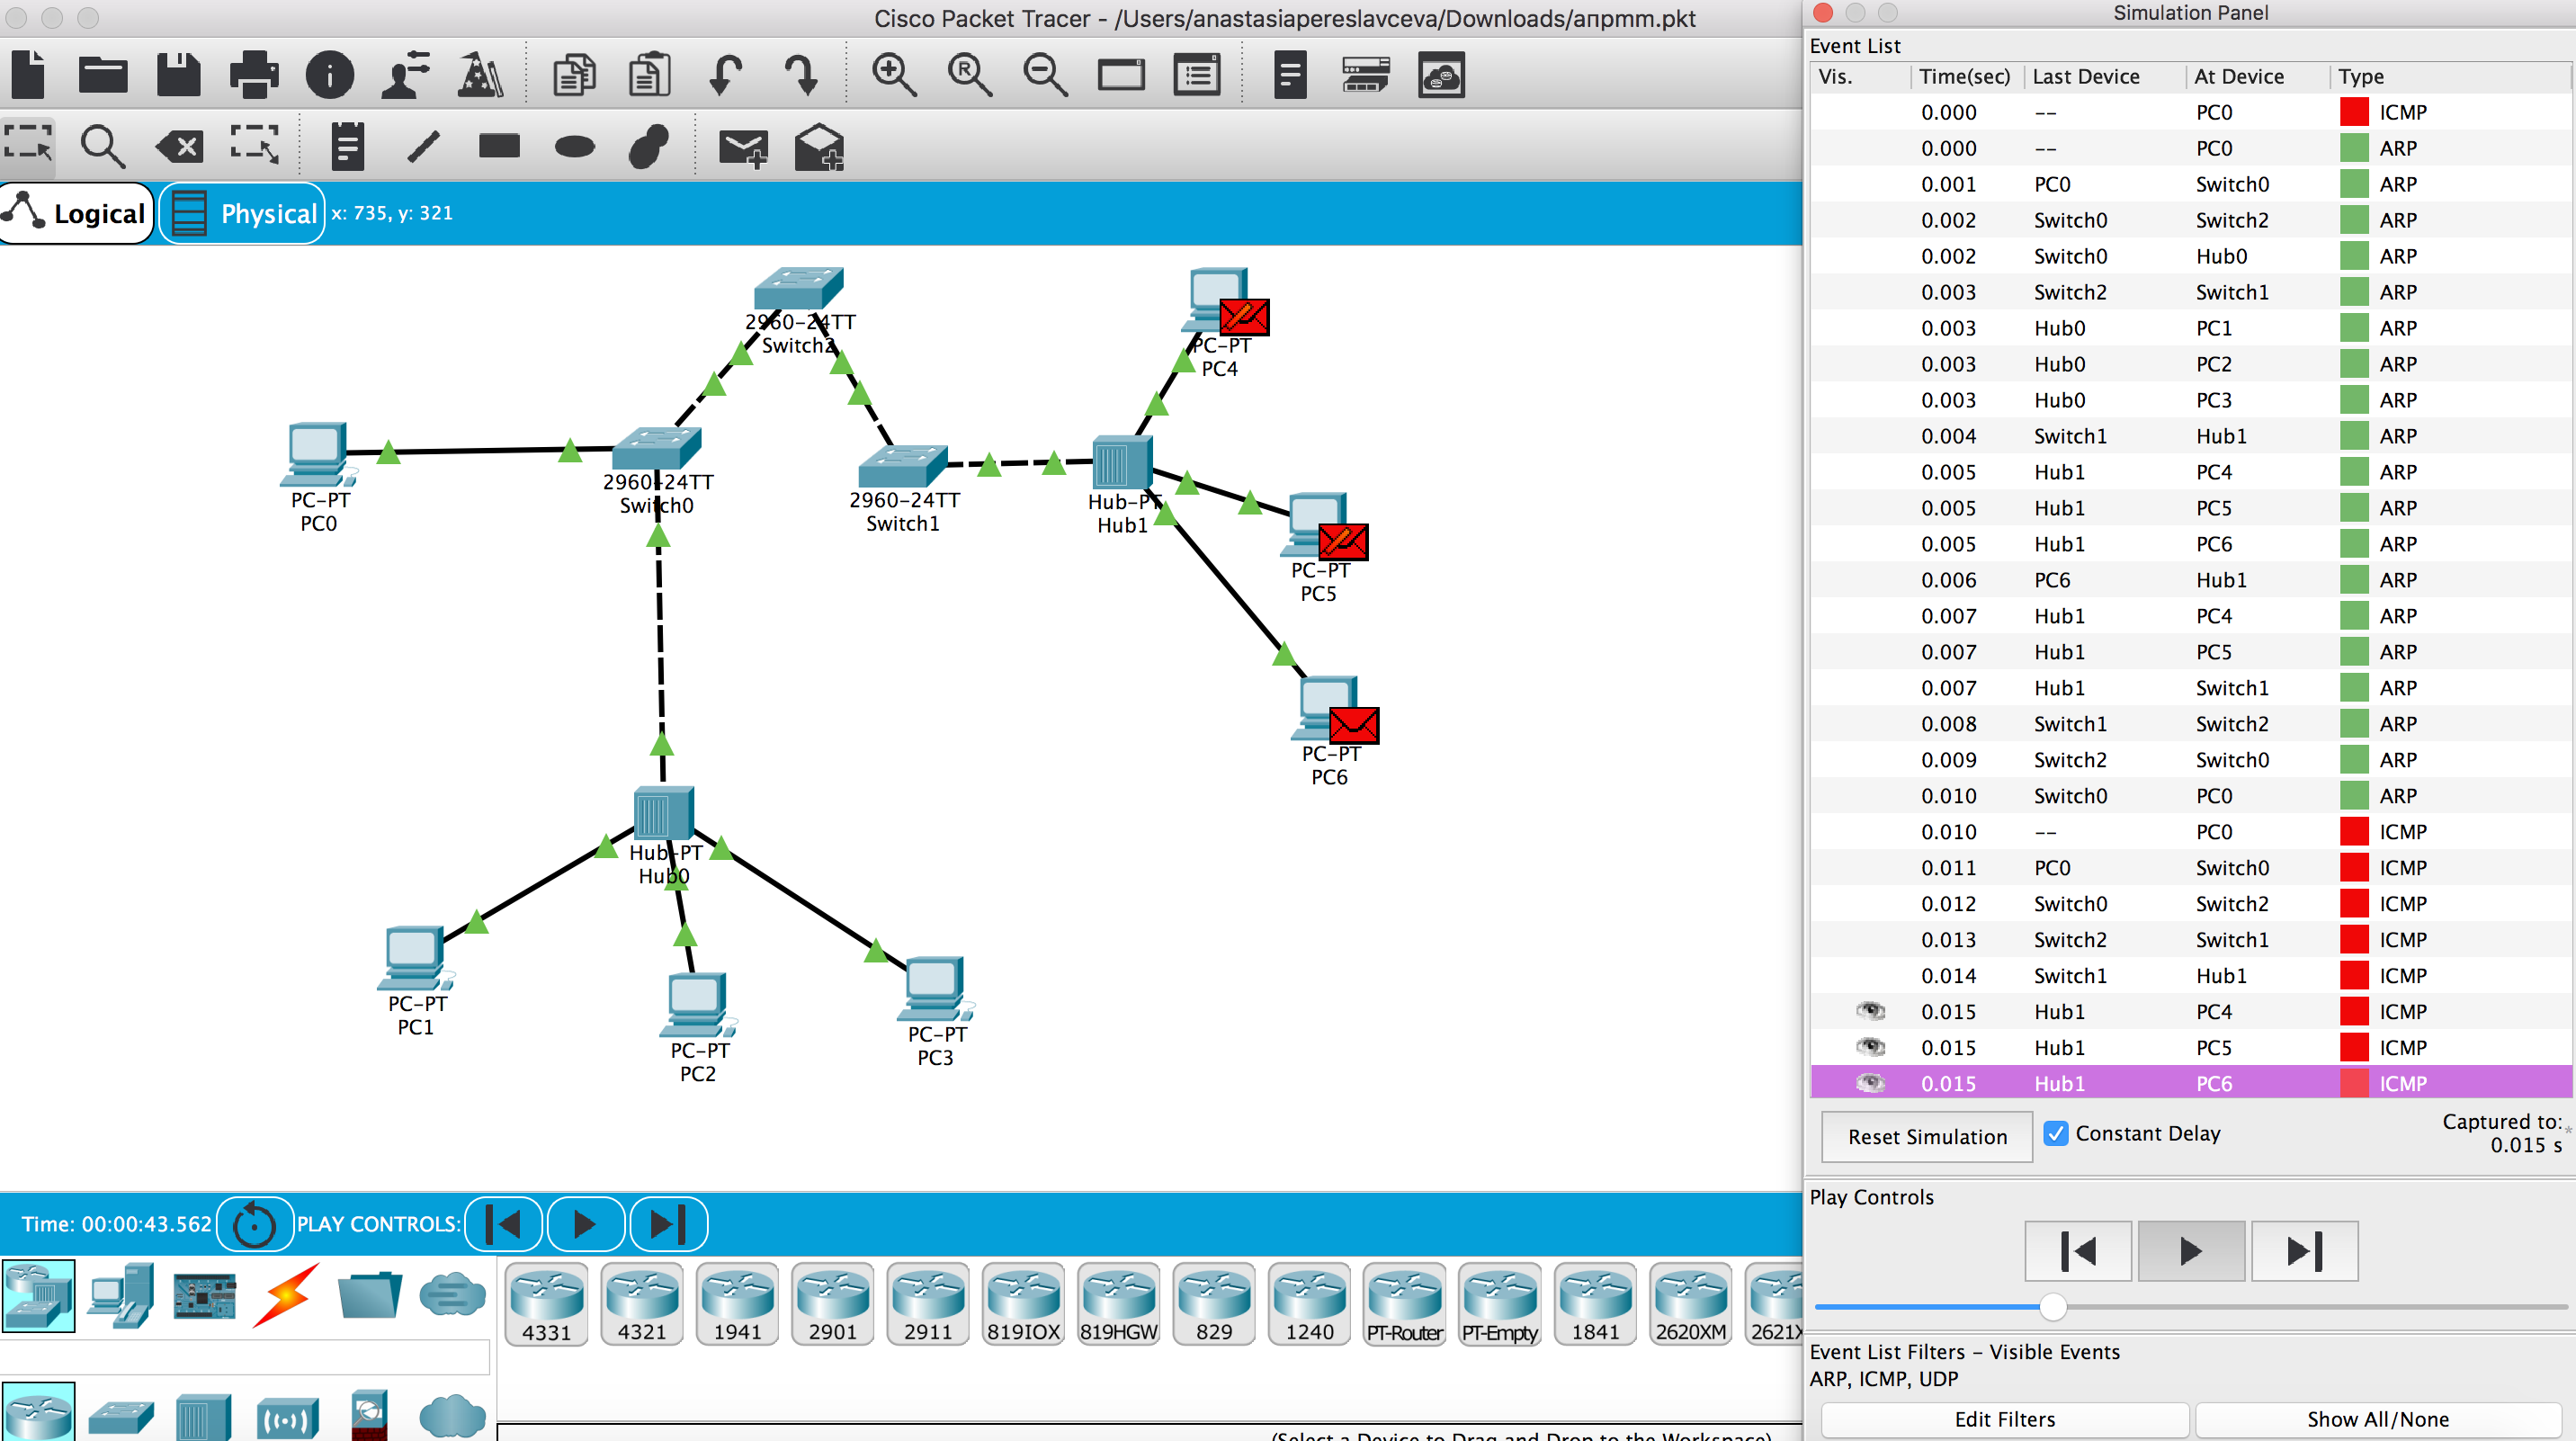 Cisco Packet Tracer - /Users/anastasiapereslavceva/Downloads/апрmm.pkt
Logical
Physical
x: 735, y: 321
2960-24TT
Switch2
PC-PT
PC4
PC-PT
PC0
2960-24TT
Switch0
2960-24TT
Switch1
Hub-PT
Hub1
PC-PT
PC5
PC-PT
PC6
Hub-PT
Hub0
PC-PT
PC1
PC-PT
PC2
PC-PT
PC3
Time: 00:00:43.562
PLAY CONTROLS:
4331
4321
1941
2901
2911
819IOX
819HGW
829
1240
PT-Router
PT-Empty
1841
2620XM
2621X
(Select a Device to Drag and Drop to the Workspace)
Simulation Panel
Event List
Vis. Time(sec) Last Device At Device Type
0.000 -- PC0 ICMP
0.000 -- PC0 ARP
0.001 PC0 Switch0 ARP
0.002 Switch0 Switch2 ARP
0.002 Switch0 Hub0 ARP
0.003 Switch2 Switch1 ARP
0.003 Hub0 PC1 ARP
0.003 Hub0 PC2 ARP
0.003 Hub0 PC3 ARP
0.004 Switch1 Hub1 ARP
0.005 Hub1 PC4 ARP
0.005 Hub1 PC5 ARP
0.005 Hub1 PC6 ARP
0.006 PC6 Hub1 ARP
0.007 Hub1 PC4 ARP
0.007 Hub1 PC5 ARP
0.007 Hub1 Switch1 ARP
0.008 Switch1 Switch2 ARP
0.009 Switch2 Switch0 ARP
0.010 Switch0 PC0 ARP
0.010 -- PC0 ICMP
0.011 PC0 Switch0 ICMP
0.012 Switch0 Switch2 ICMP
0.013 Switch2 Switch1 ICMP
0.014 Switch1 Hub1 ICMP
0.015 Hub1 PC4 ICMP
0.015 Hub1 PC5 ICMP
0.015 Hub1 PC6 ICMP
Reset Simulation
Constant Delay
Captured to:*
0.015 s
Play Controls
Event List Filters - Visible Events
ARP, ICMP, UDP
Edit Filters
Show All/None